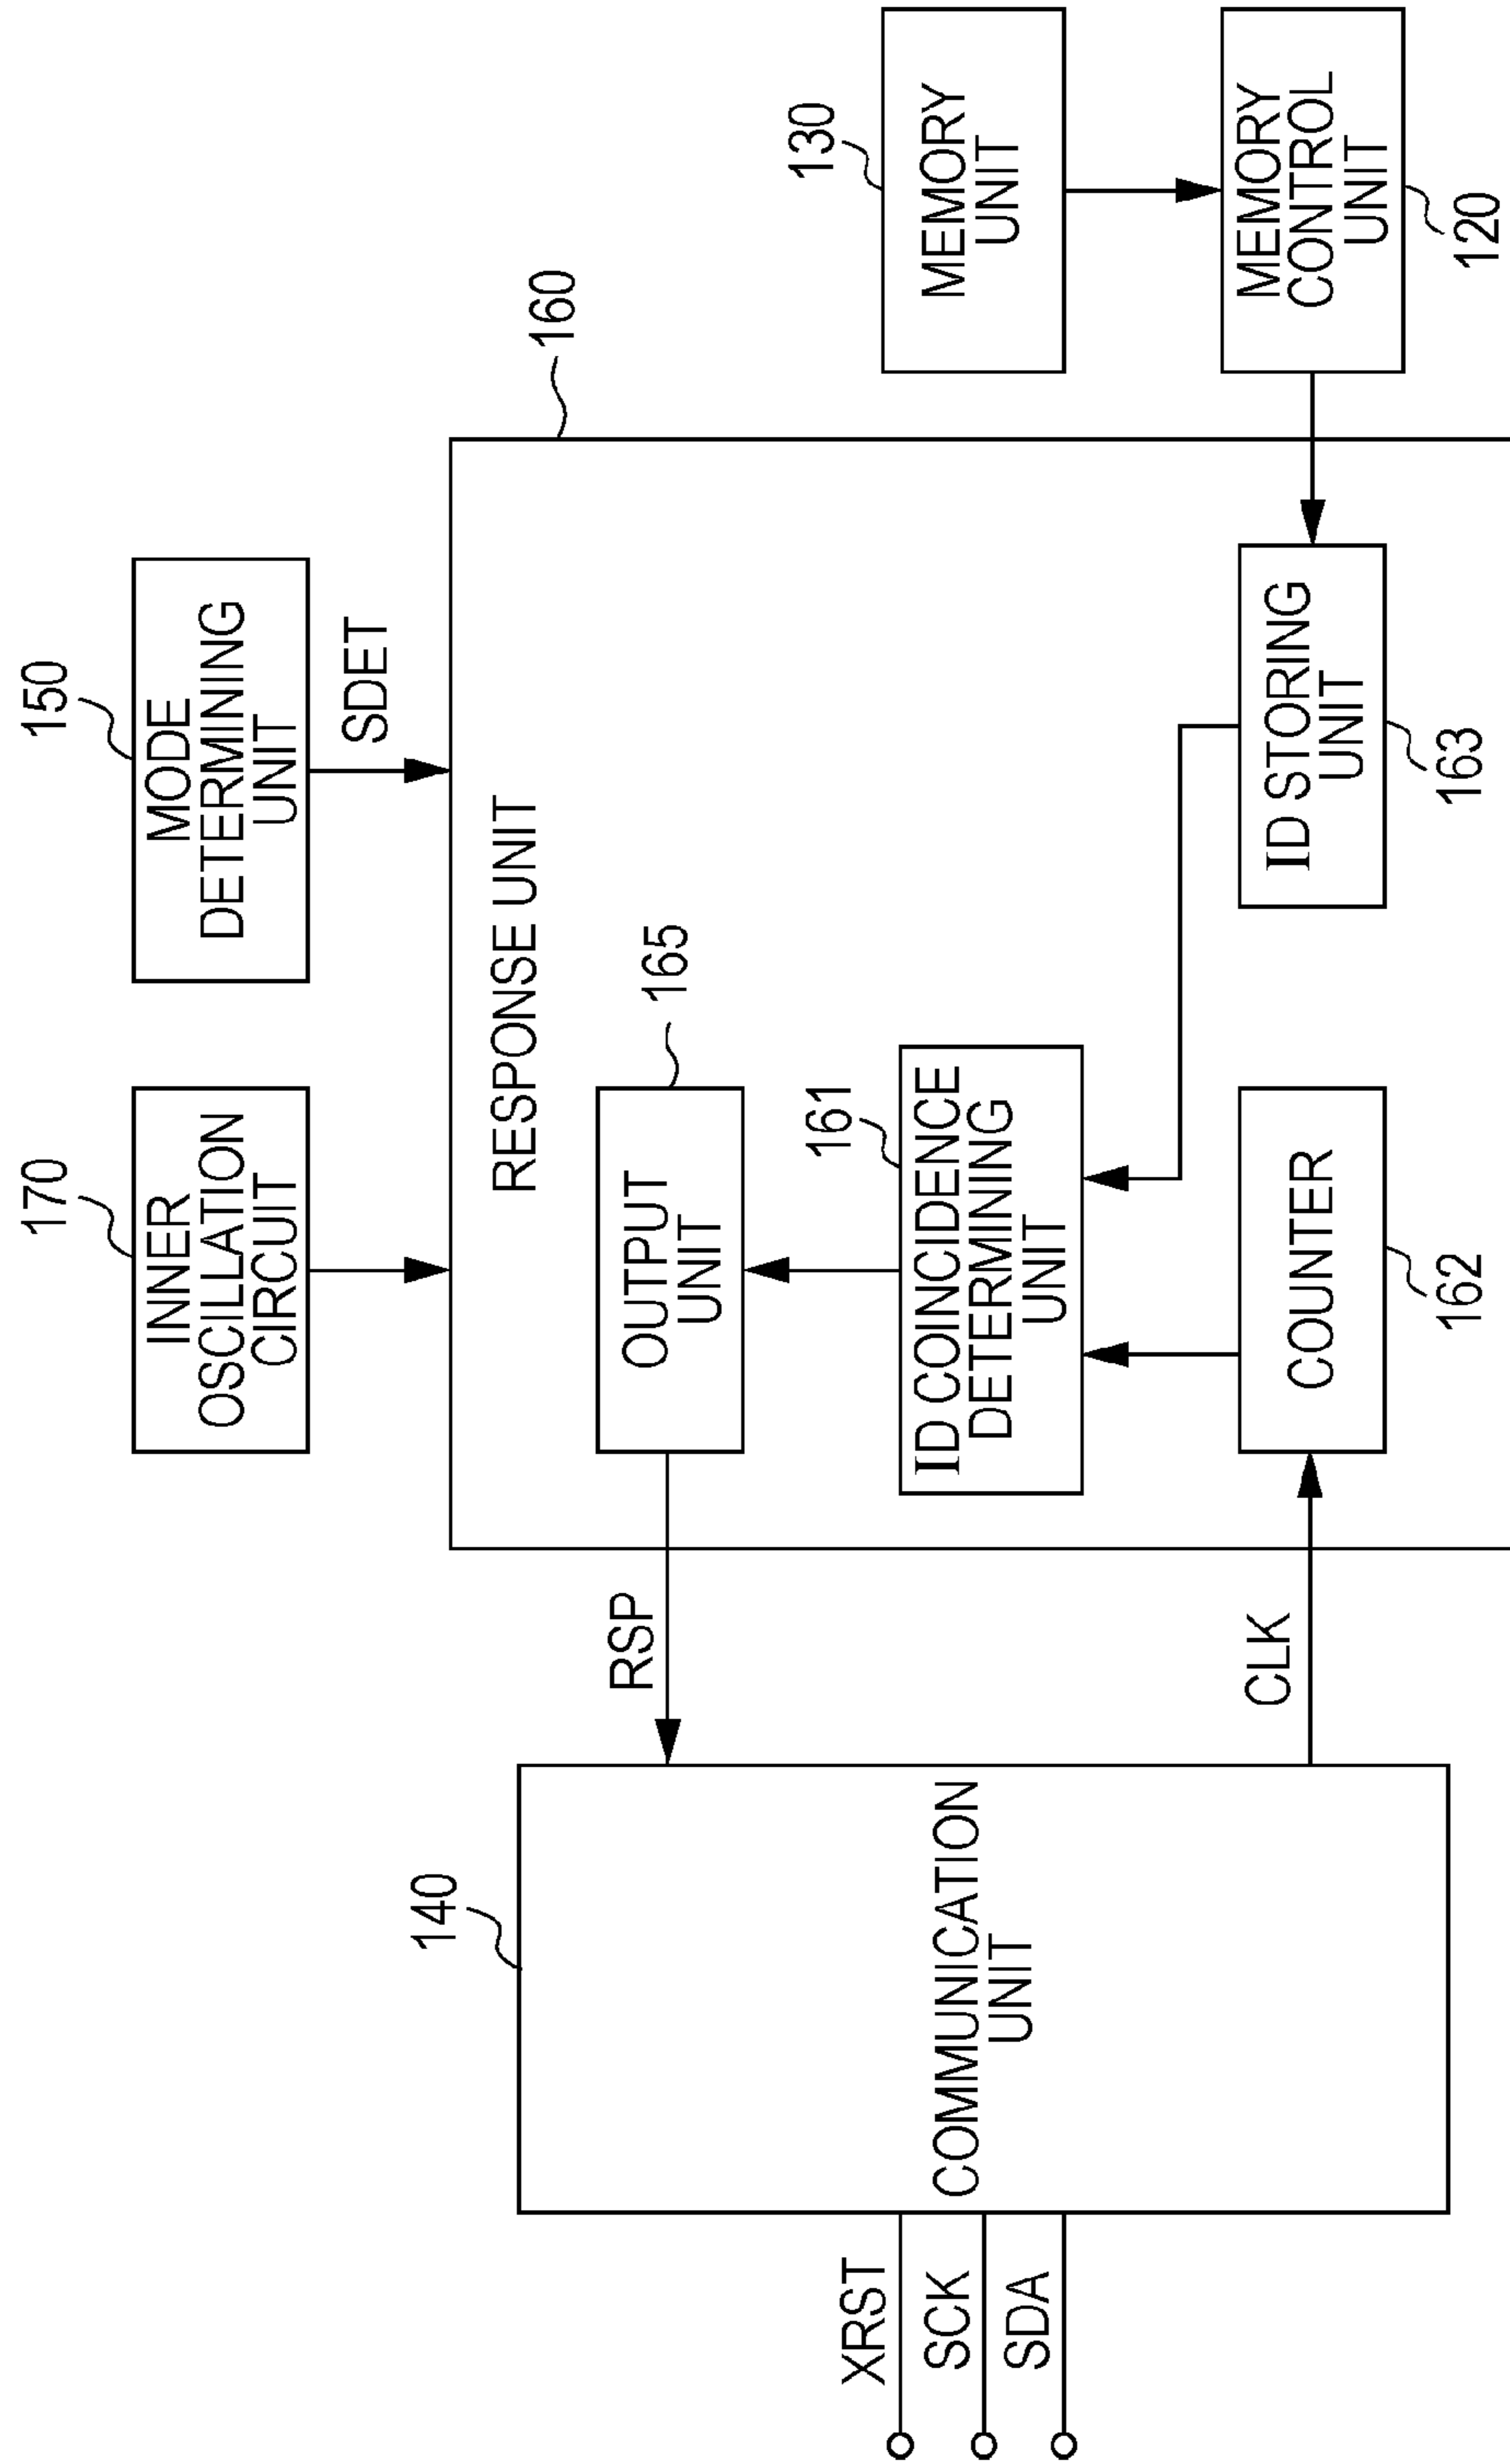 170
INNER
OSCILLATION
CIRCUIT
150
MODE
DETERMINING
UNIT
SDET
160
RESPONSE UNIT
140
COMMUNICATION
UNIT
XRST
SCK
SDA
RSP
CLK
165
OUTPUT
UNIT
161
ID COINCIDENCE
DETERMINING
UNIT
COUNTER
162
ID STORING
UNIT
163
130
MEMORY
UNIT
MEMORY
CONTROL
UNIT
120